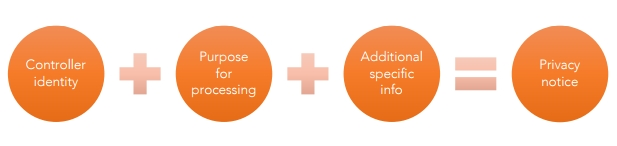 Controller
identity
Purpose
for
processing
Additional
specific
info
Privacy
notice